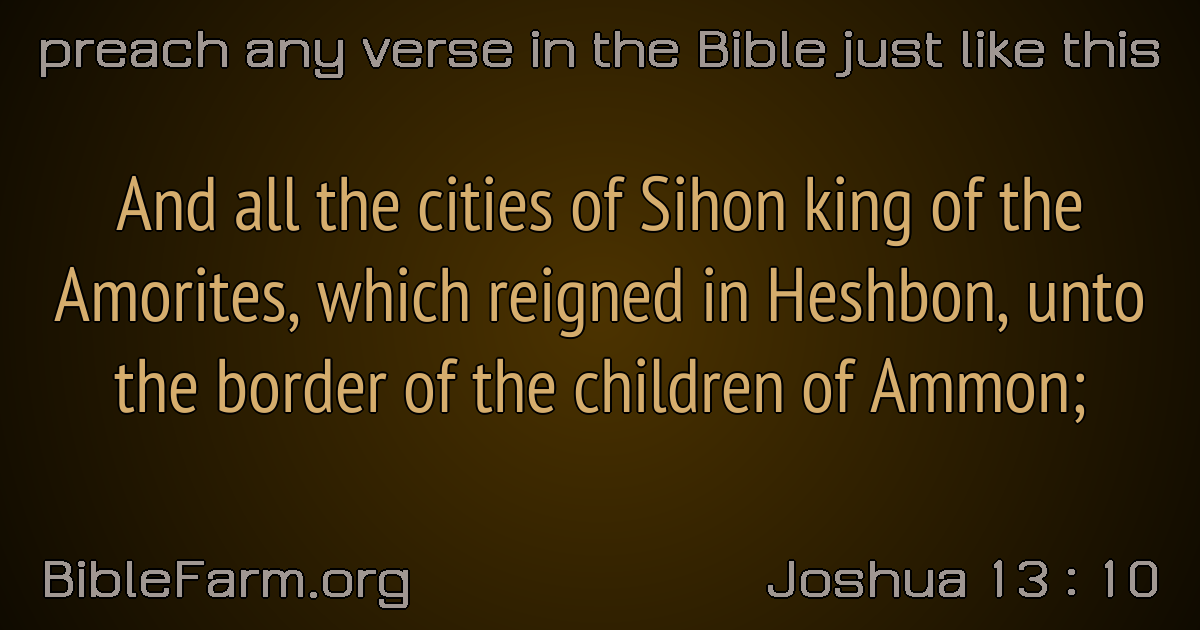 preach any verse in the Bible just like this
And all the cities of Sihon king of the
Amorites, which reigned in Heshbon, unto
the border of the children of Ammon;
BibleFarm.org
Joshua 13 : 10